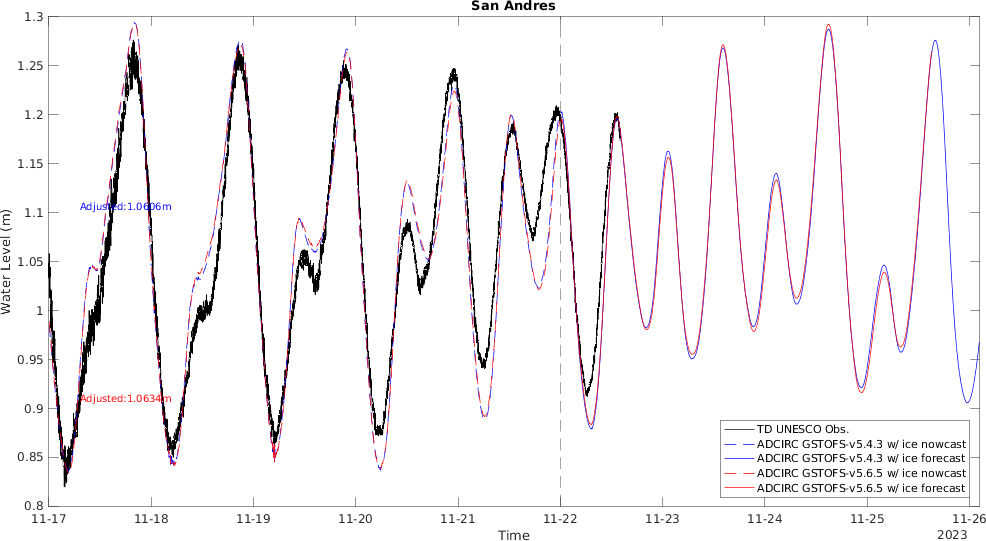 San Andres
1.3
1.25
1.2
1.15
1.1
1.05
1
0.95
0.9
0.85
0.8
Water Level (m)
Adjusted:1.0606m
Adjusted:1.0634m
TD UNESCO Obs.
ADCIRC GSTOFS-v5.4.3 w/ ice nowcast
ADCIRC GSTOFS-v5.4.3 w/ ice forecast
ADCIRC GSTOFS-v5.6.5 w/ ice nowcast
ADCIRC GSTOFS-v5.6.5 w/ ice forecast
11-17 11-18 11-19 11-20 11-21 11-22 11-23 11-24 11-25 11-26
Time
2023